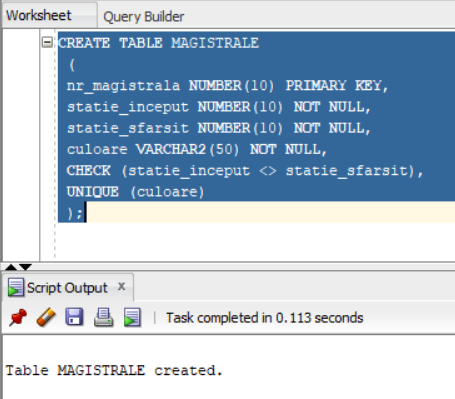 Worksheet Query Builder
CREATE TABLE MAGISTRALE
(
nr_magistrala NUMBER(10) PRIMARY KEY,
statie_inceput NUMBER(10) NOT NULL,
statie_sfarsit NUMBER(10) NOT NULL,
culoare VARCHAR2(50) NOT NULL,
CHECK (statie_inceput <> statie_sfarsit),
UNIQUE (culoare)
);
Script Output x
Task completed in 0.113 seconds
Table MAGISTRALE created.